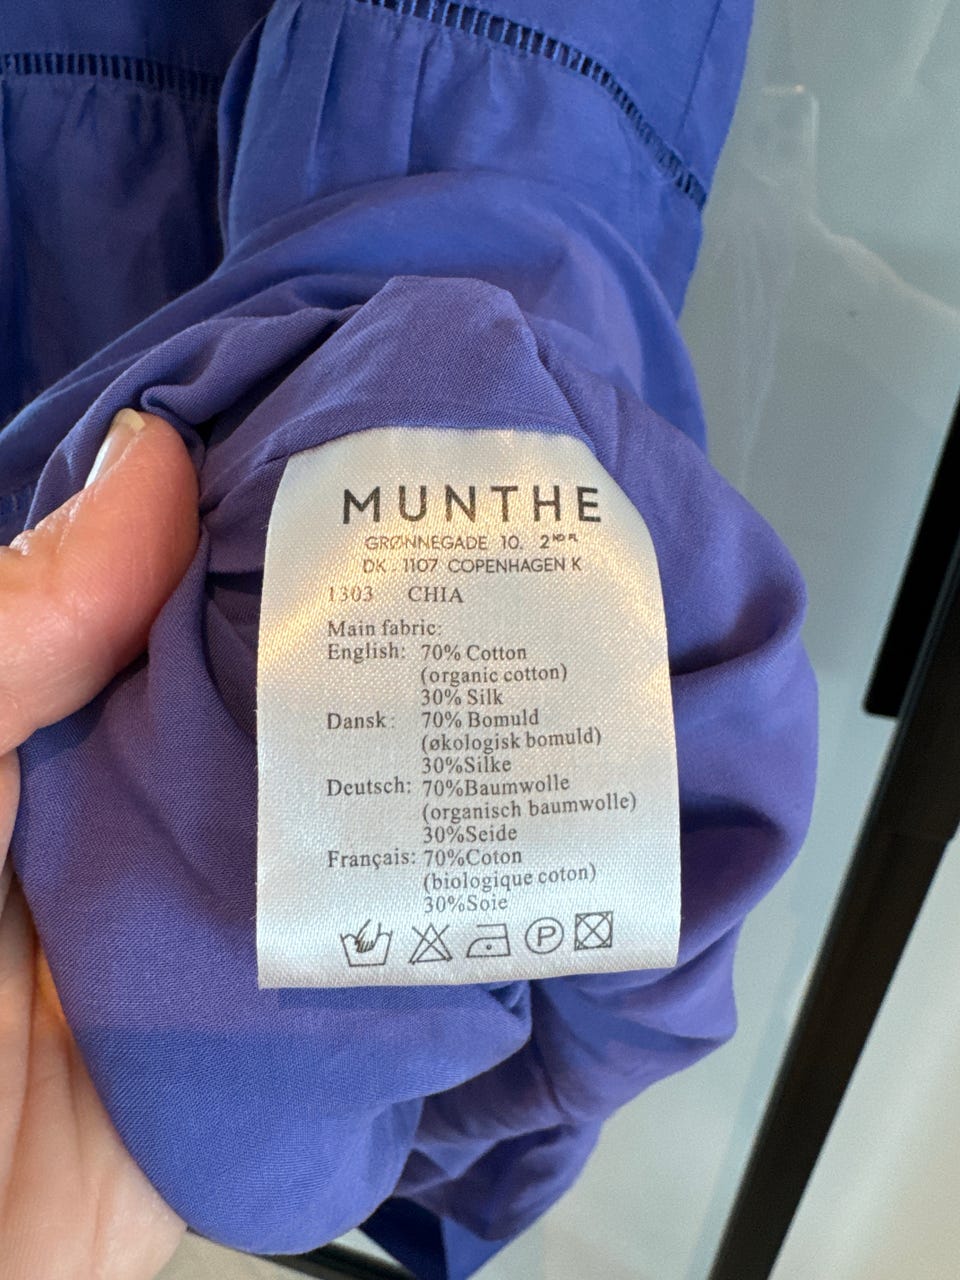 MUNTHE
GRØNNEGADE 10, 2ND FL
DK - 1107 COPENHAGEN K
1303 CHIA
Main fabric:
English: 70% Cotton
(organic cotton)
30% Silk
Dansk: 70% Bomuld
(økologisk bomuld)
30%Silke
Deutsch: 70%Baumwolle
(organisch baumwolle)
30%Seide
Français: 70%Coton
(biologique coton)
30%Soie
P